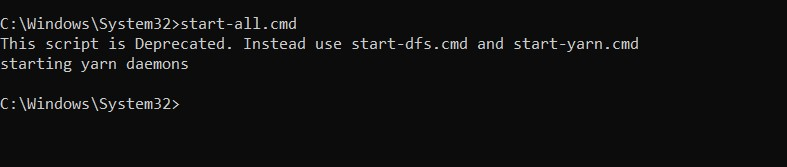 C:\Windows\System32>start-all.cmd
This script is Deprecated. Instead use start-dfs.cmd and start-yarn.cmd
starting yarn daemons
C:\Windows\System32>